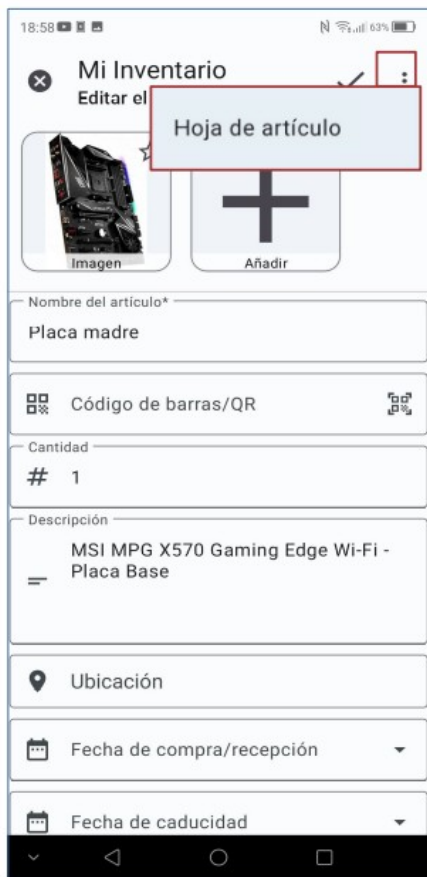 18:58
63%
Mi Inventario
Editar el
Hoja de artículo
Imagen
Añadir
Nombre del artículo*
Placa madre
Código de barras/QR
Cantidad
# 1
Descripción
MSI MPG X570 Gaming Edge Wi-Fi -
Placa Base
Ubicación
Fecha de compra/recepción
Fecha de caducidad